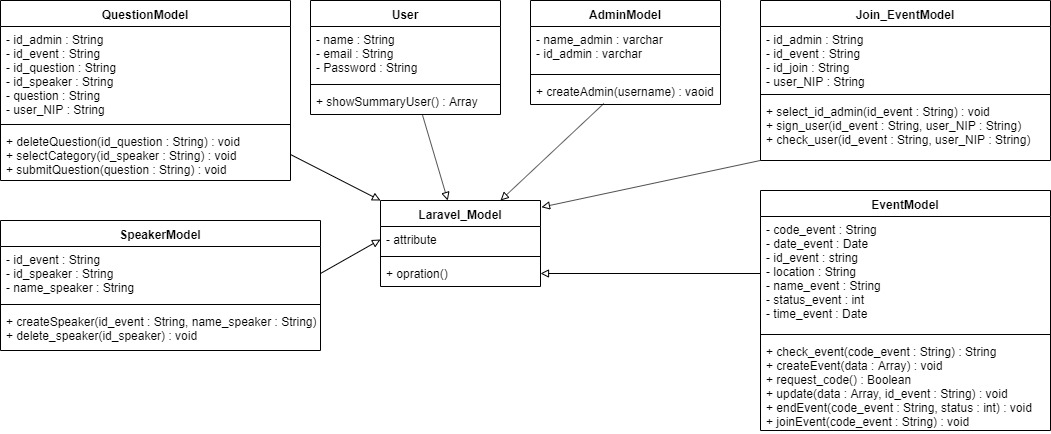 QuestionModel
- id_admin : String
- id_event : String
- id_question : String
- id_speaker : String
- question : String
- user_NIP : String
+ deleteQuestion(id_question : String) : void
+ selectCategory(id_speaker : String) : void
+ submitQuestion(question : String) : void
User
- name : String
- email : String
- Password : String
+ showSummaryUser() : Array
AdminModel
- name_admin : varchar
- id_admin : varchar
+ createAdmin(username) : vaoid
Join_EventModel
- id_admin : String
- id_event : String
- id_join : String
- user_NIP : String
+ select_id_admin(id_event : String) : void
+ sign_user(id_event : String, user_NIP : String)
+ check_user(id_event : String, user_NIP : String)
Laravel_Model
- attribute
+ opration()
SpeakerModel
- id_event : String
- id_speaker : String
- name_speaker : String
+ createSpeaker(id_event : String, name_speaker : String)
+ delete_speaker(id_speaker) : void
EventModel
- code_event : String
- date_event : Date
- id_event : string
- location : String
- name_event : String
- status_event : int
- time_event : Date
+ check_event(code_event : String) : String
+ createEvent(data : Array) : void
+ request_code() : Boolean
+ update(data : Array, id_event : String) : void
+ endEvent(code_event : String, status : int) : void
+ joinEvent(code_event : String) : void